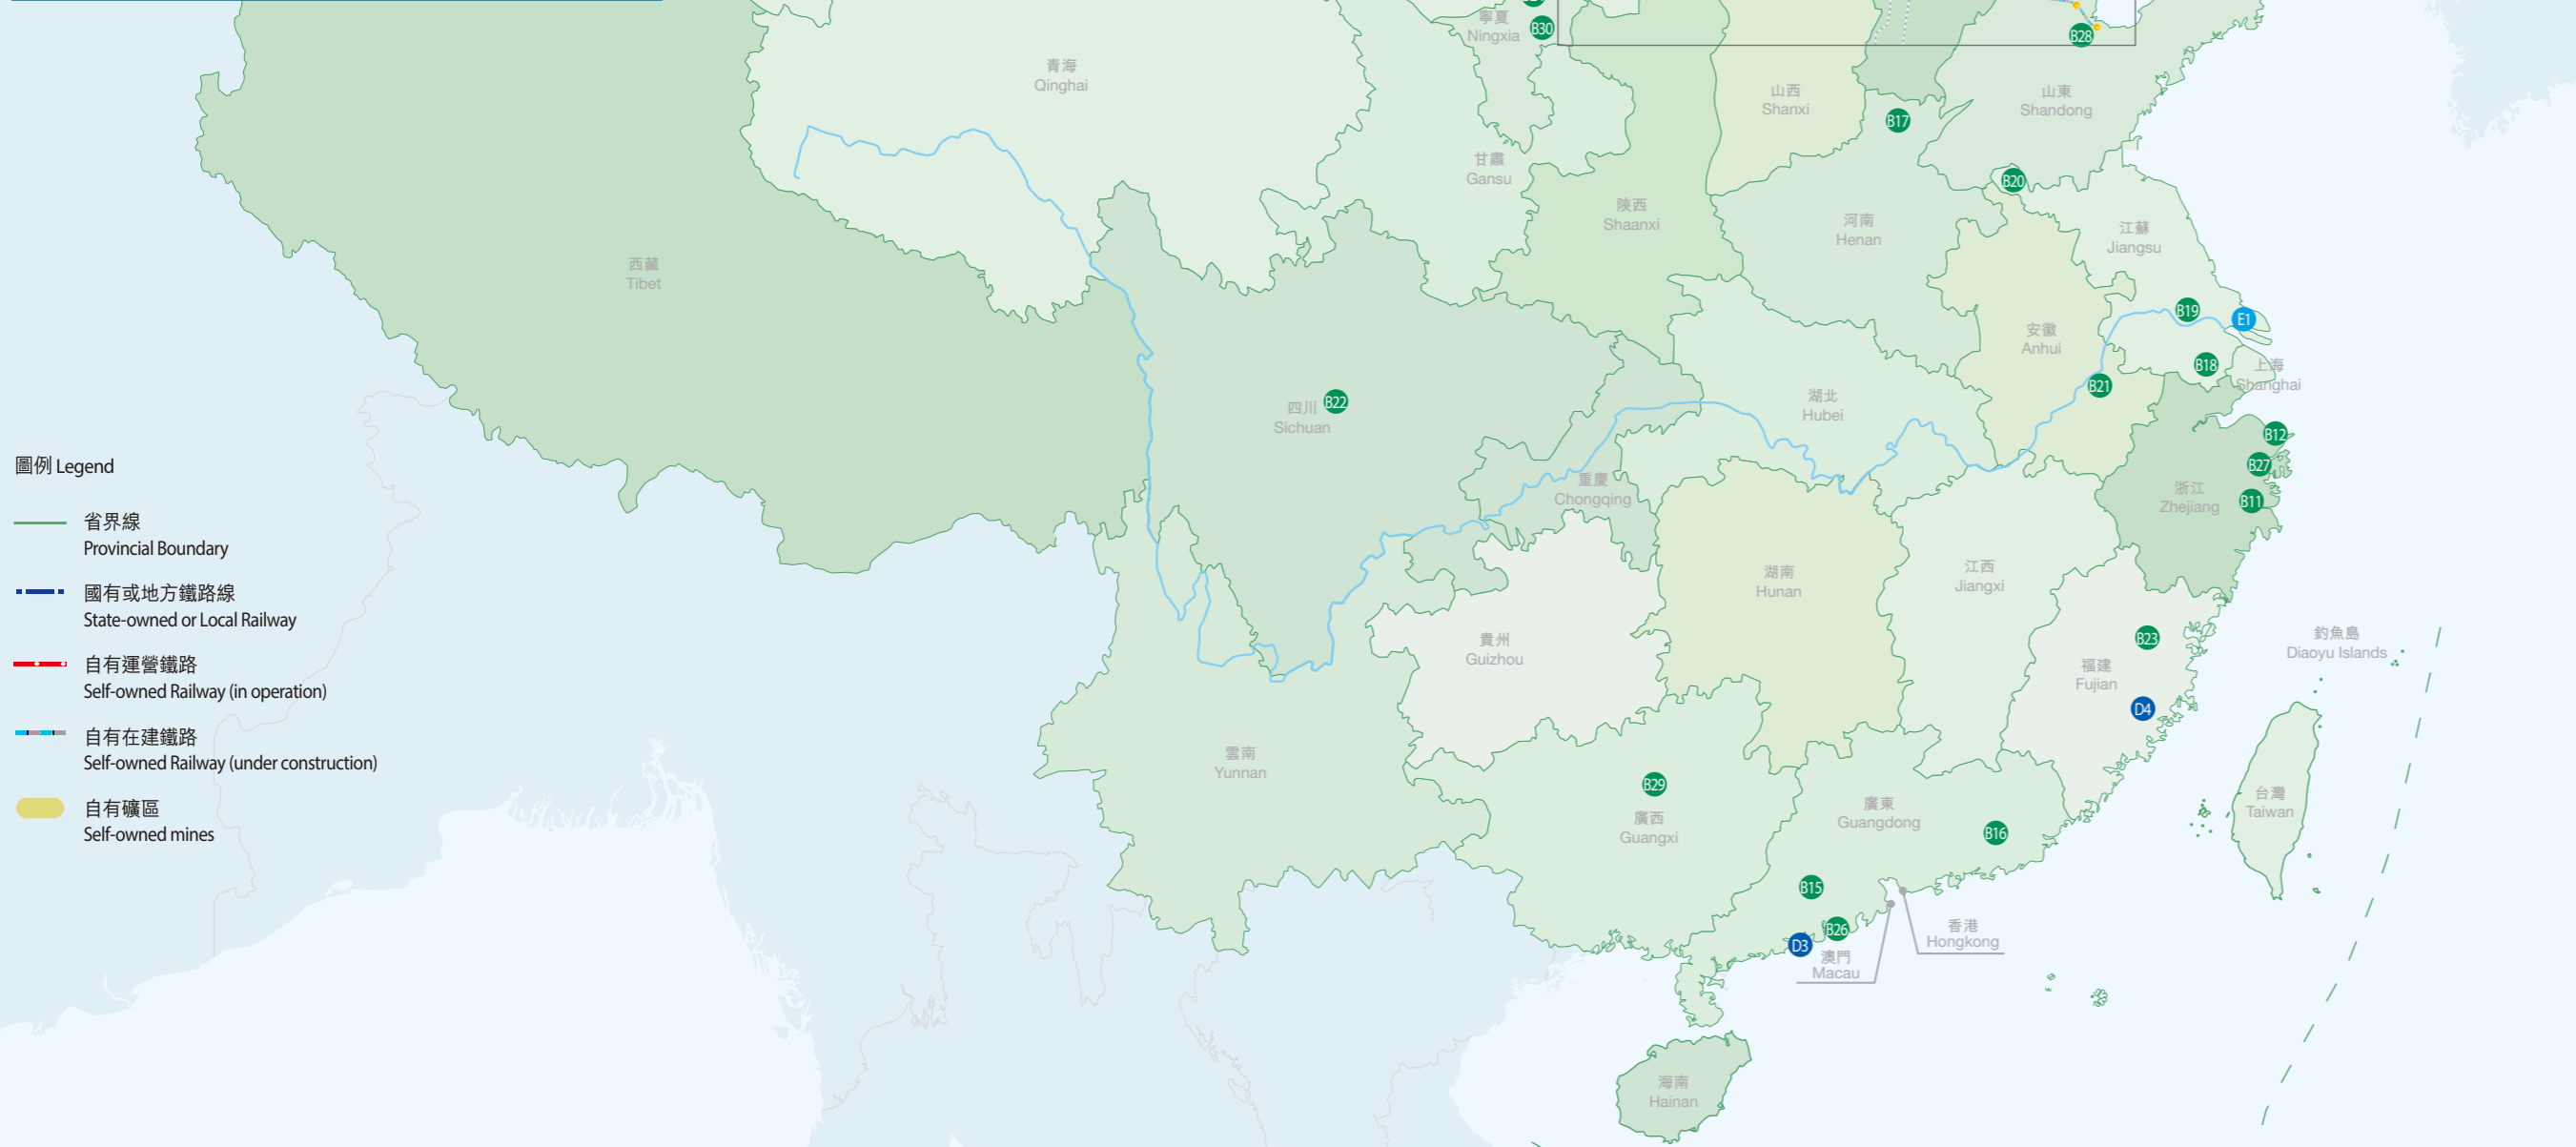 寧夏
Ningxia
B30
B28
青海
Qinghai
山西
Shanxi
山東
Shandong
B17
甘肅
Gansu
B20
陝西
Shaanxi
河南
Henan
江蘇
Jiangsu
西藏
Tibet
B19
E1
安徽
Anhui
B18
上海
Shanghai
B21
四川
Sichuan
B22
湖北
Hubei
B12
B27
B11
重慶
Chongqing
浙江
Zhejiang
湖南
Hunan
江西
Jiangxi
貴州
Guizhou
B23
福建
Fujian
D4
釣魚島
Diaoyu Islands
雲南
Yunnan
B29
廣西
Guangxi
廣東
Guangdong
B16
台灣
Taiwan
B15
B26
D3
澳門
Macau
香港
Hongkong
海南
Hainan
圖例 Legend
省界線
Provincial Boundary
國有或地方鐵路線
State-owned or Local Railway
自有運營鐵路
Self-owned Railway (in operation)
自有在建鐵路
Self-owned Railway (under construction)
自有礦區
Self-owned mines